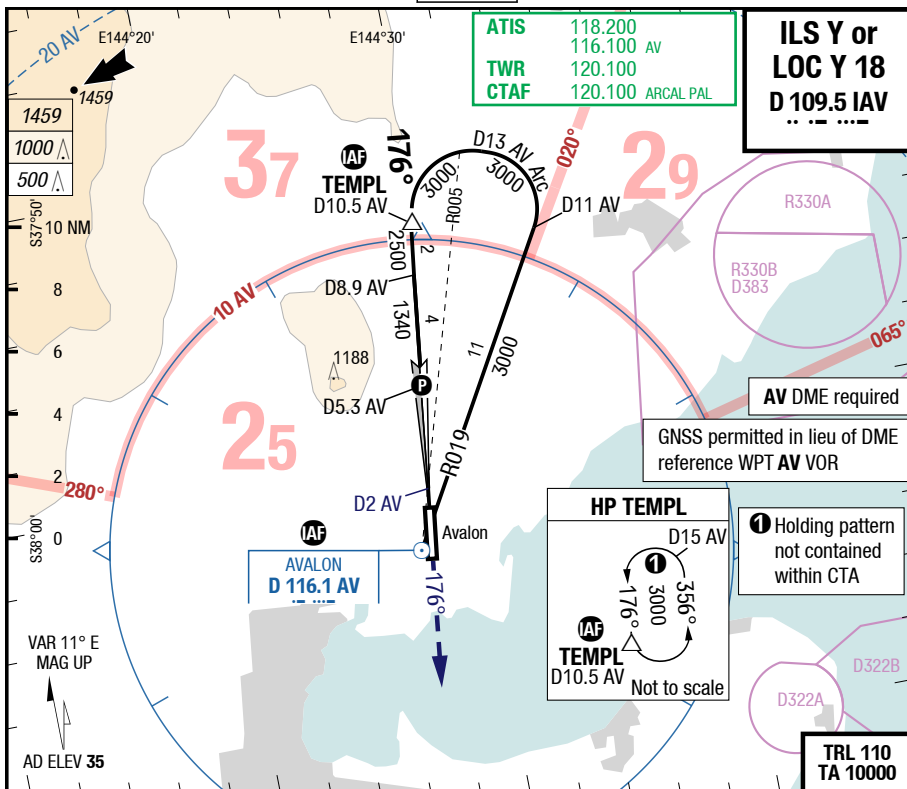 ATIS 118.200
116.100 AV
TWR 120.100
CTAF 120.100 ARCAL PAL
ILS Y or
LOC Y 18
D 109.5 IAV
20 AV
E144°20'
E144°30'
1459
1459
1000
500
37
29
25
IAF
TEMPL
D10.5 AV
176°
3000
D13 AV Arc
3000
R005
020°
D11 AV
R330A
R330B
D383
S37°50'
10 NM
8
6
4
2
0
S38°00'
10 AV
2500
2
D8.9 AV
1340
4
1188
P
D5.3 AV
11
3000
R019
065°
AV DME required
GNSS permitted in lieu of DME
reference WPT AV VOR
280°
D2 AV
Avalon
IAF
AVALON
D 116.1 AV
176°
HP TEMPL
D15 AV
1
176°
3000
356°
IAF
TEMPL
D10.5 AV
Not to scale
1 Holding pattern
not contained
within CTA
VAR 11° E
MAG UP
AD ELEV 35
D322B
D322A
TRL 110
TA 10000